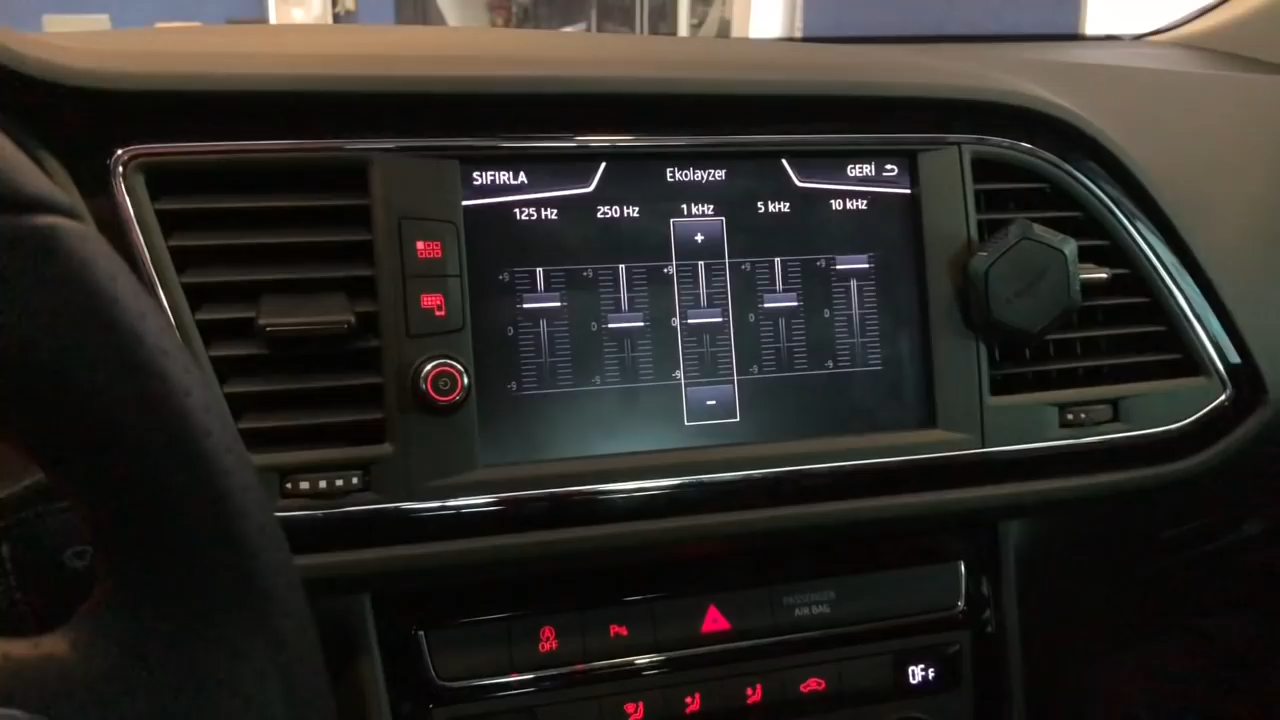 SIFIRLA
Ekolayzer
GERİ
125 Hz 250 Hz 1 kHz 5 kHz 10 kHz
+
+9 +9 +9 +9 +9
0 0 0 0 0
-9 -9 -9 -9 -9
-
A
OFF
P
PASSENGER
AIR BAG
OFF